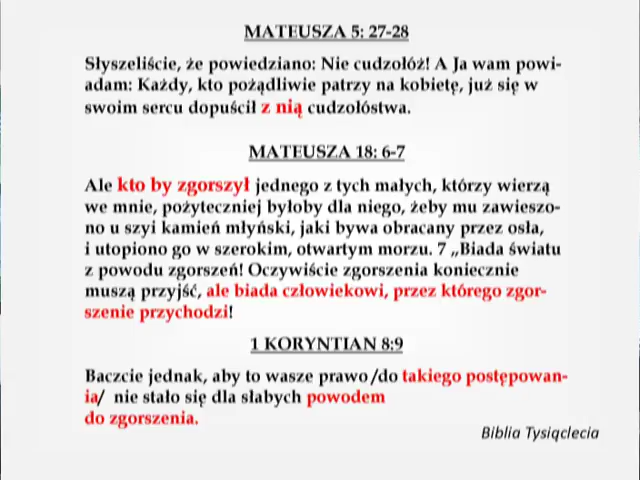 MATEUSZA 5: 27-28
Słyszeliście, że powiedziano: Nie cudzołóż! A Ja wam powi-
adam: Każdy, kto pożądliwie patrzy na kobietę, już się w
swoim sercu dopuścił z nią cudzołóstwa.
MATEUSZA 18: 6-7
Ale kto by zgorszył jednego z tych małych, którzy wierzą
we mnie, pożyteczniej byłoby dla niego, żeby mu zawieszo-
no u szyi kamień młyński, jaki bywa obracany przez osła,
i utopiono go w szerokim, otwartym morzu. 7 „Biada światu
z powodu zgorszeń! Oczywiście zgorszenia koniecznie
muszą przyjść, ale biada człowiekowi, przez którego zgor-
szenie przychodzi!
1 KORYNTIAN 8:9
Baczcie jednak, aby to wasze prawo /do takiego postępowan-
ia/ nie stało się dla słabych powodem
do zgorszenia.
Biblia Tysiąclecia